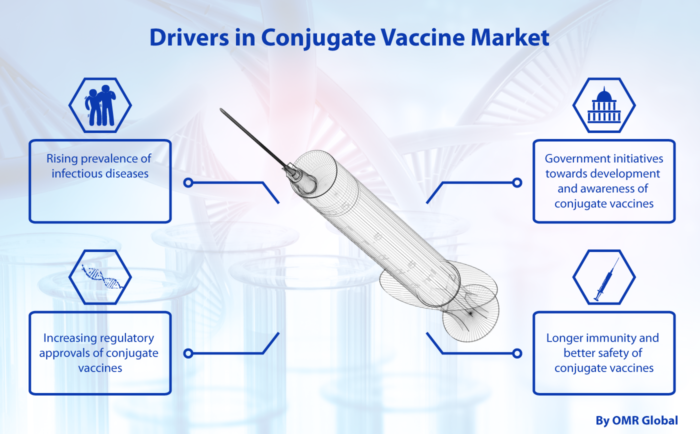 Drivers in Conjugate Vaccine Market
Rising prevalence of
infectious diseases
Government initiatives
towards development
and awareness of
conjugate vaccines
Increasing regulatory
approvals of conjugate
vaccines
Longer immunity and
better safety of
conjugate vaccines
By OMR Global